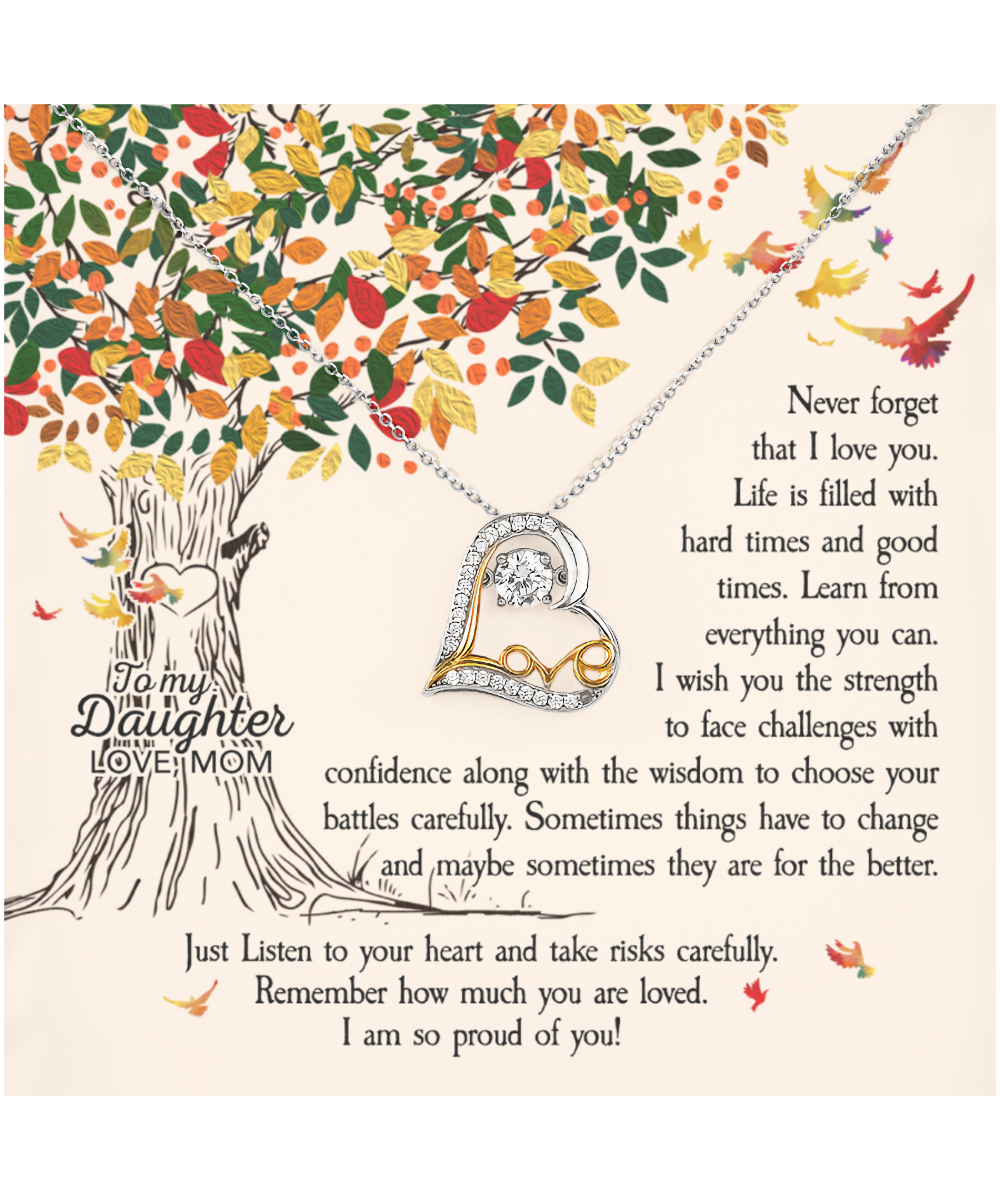 Never forget
that I love you.
Life is filled with
hard times and good
times. Learn from
everything you can.
I wish you the strength
to face challenges with
confidence along with the wisdom to choose your
battles carefully. Sometimes things have to change
and maybe sometimes they are for the better.
Just Listen to your heart and take risks carefully.
Remember how much you are loved.
I am so proud of you!
To my
Daughter
LOVE, MOM
Love